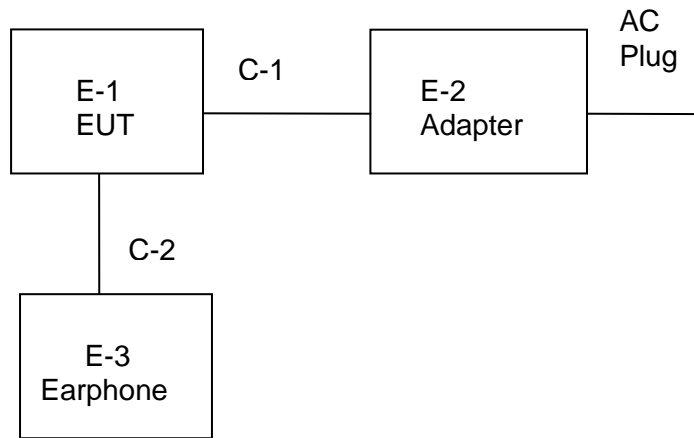 AC
Plug
C-1
E-1
EUT
E-2
Adapter
C-2
E-3
Earphone